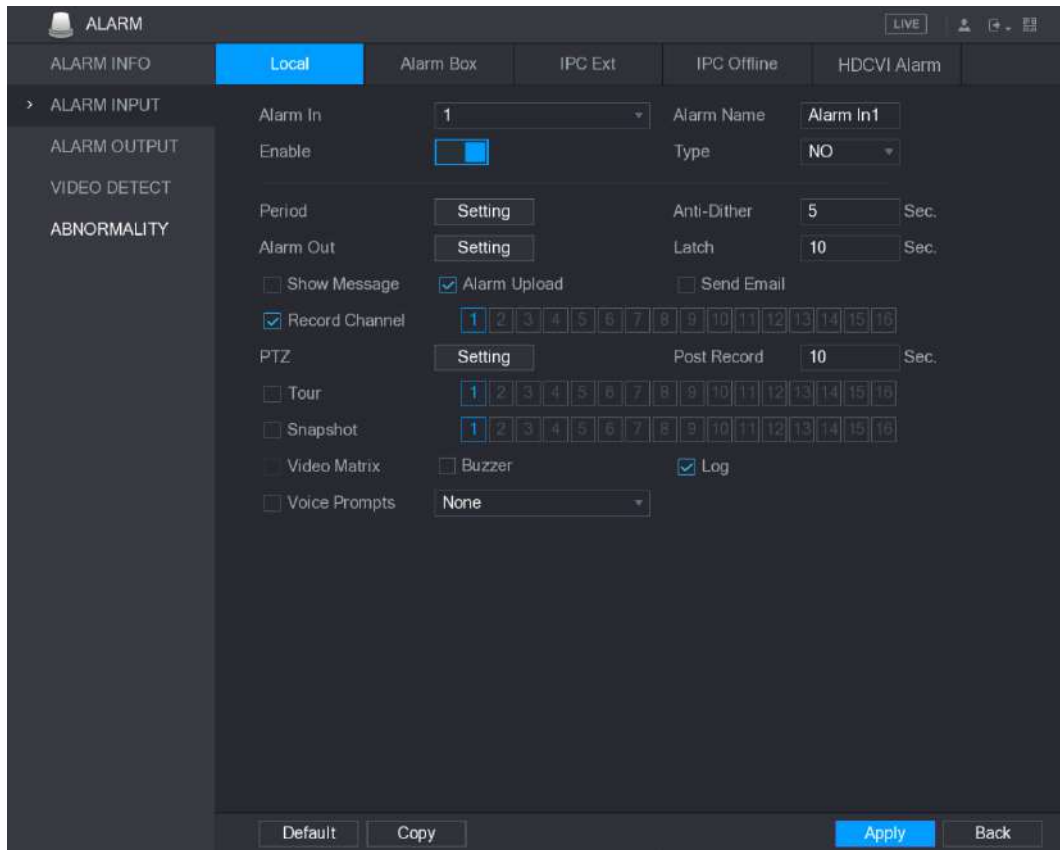 ALARM LIVE
ALARM INFO
ALARM INPUT
ALARM OUTPUT
VIDEO DETECT
ABNORMALITY
Local Alarm Box IPC Ext IPC Offline HDCVI Alarm
Alarm In 1 Alarm Name Alarm In1
Enable Type NO
Period Setting Anti-Dither 5 Sec.
Alarm Out Setting Latch 10 Sec.
Show Message Alarm Upload Send Email
Record Channel 1 2 3 4 5 6 7 8 9 10 11 12 13 14 15 16
PTZ Setting Post Record 10 Sec.
Tour 1 2 3 4 5 6 7 8 9 10 11 12 13 14 15 16
Snapshot 1 2 3 4 5 6 7 8 9 10 11 12 13 14 15 16
Video Matrix Buzzer Log
Voice Prompts None
Default Copy Apply Back